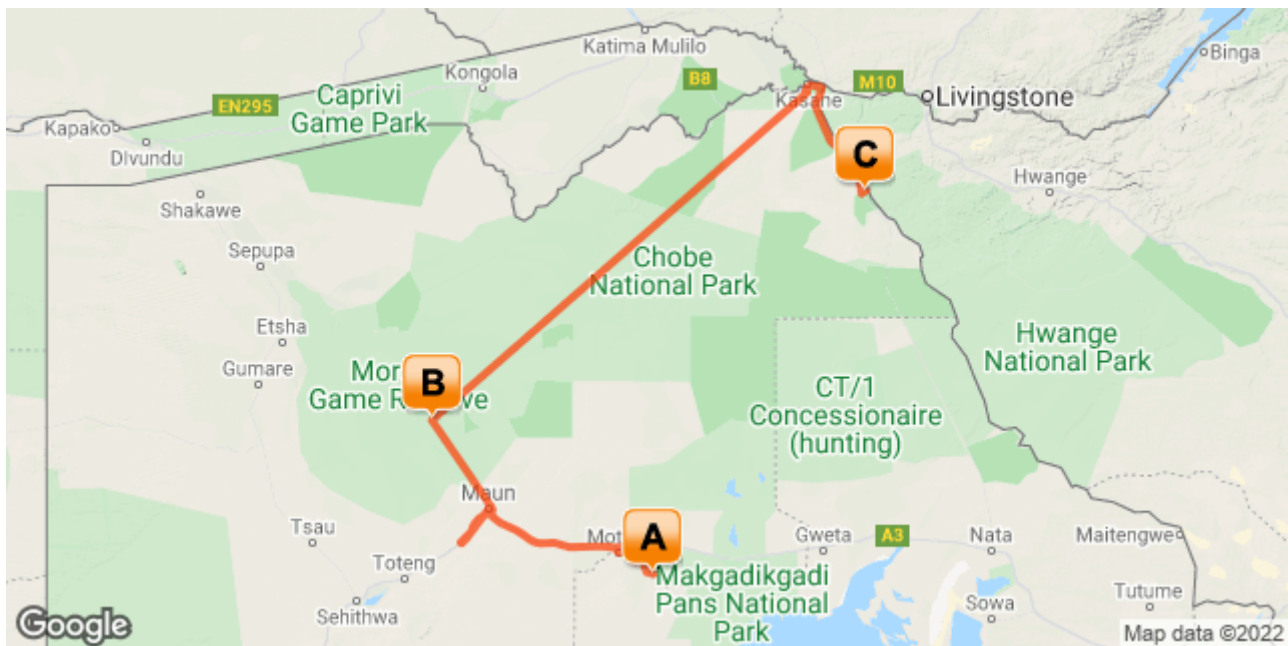 Katima Mulilo
Binga
Kongola
B8
M10
EN295
Caprivi
Game Park
Kasane
Livingstone
Kapako
Divundu
C
Hwange
Shakawe
Sepupa
Chobe
National Park
Etsha
Hwange
National Park
Gumare
B
Game
CT/1
Concessionaire
(hunting)
Maun
Tsau
A
Gweta
A3
Nata
Maitengwe
Toteng
Makgadikgadi
Pans National
Park
Sehithwa
Sowa
Tutume
Google
Map data ©2022